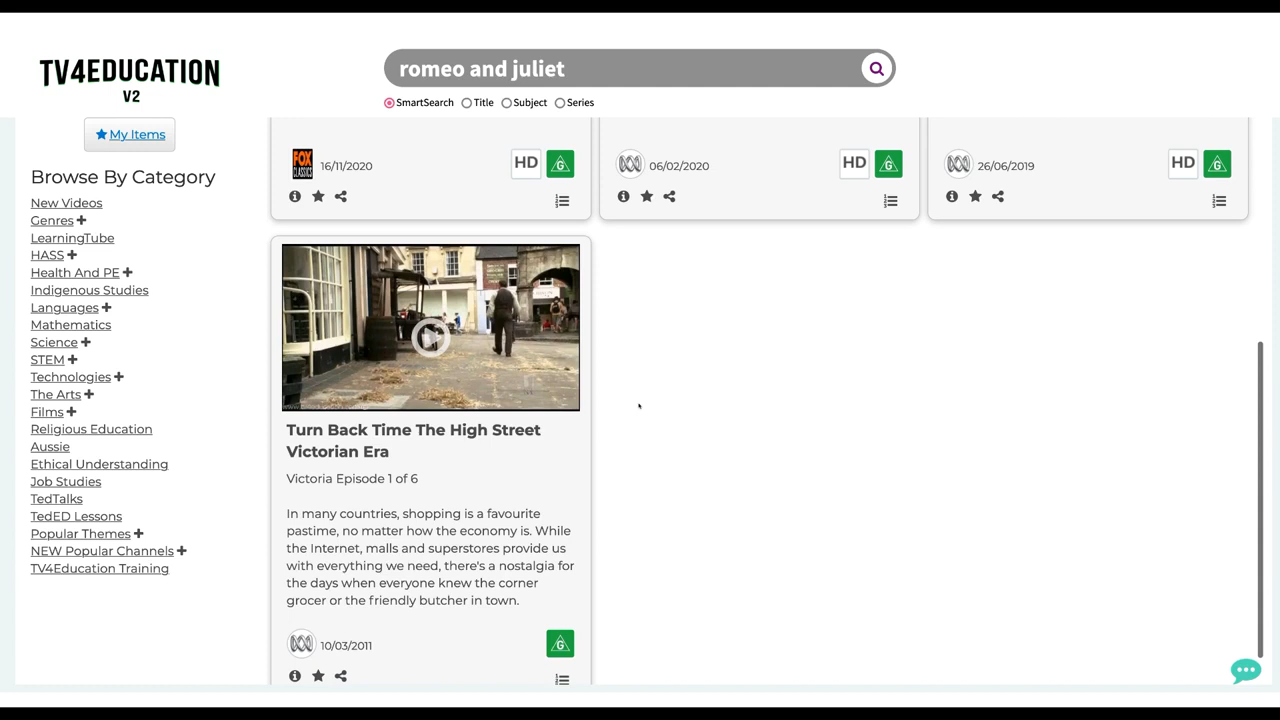 TV4EDUCATION
V2
romeo and juliet
SmartSearch Title Subject Series
My Items
Browse By Category
New Videos
Genres
LearningTube
HASS
Health And PE
Indigenous Studies
Languages
Mathematics
Science
STEM
Technologies
The Arts
Films
Religious Education
Aussie
Ethical Understanding
Job Studies
TedTalks
TedED Lessons
Popular Themes
NEW Popular Channels
TV4Education Training
FOX CLASSICS 16/11/2020 HD G
06/02/2020 HD G
26/06/2019 HD G
Turn Back Time The High Street
Victorian Era
Victoria Episode 1 of 6
In many countries, shopping is a favourite
pastime, no matter how the economy is. While
the Internet, malls and superstores provide us
with everything we need, there's a nostalgia for
the days when everyone knew the corner
grocer or the friendly butcher in town.
10/03/2011 G